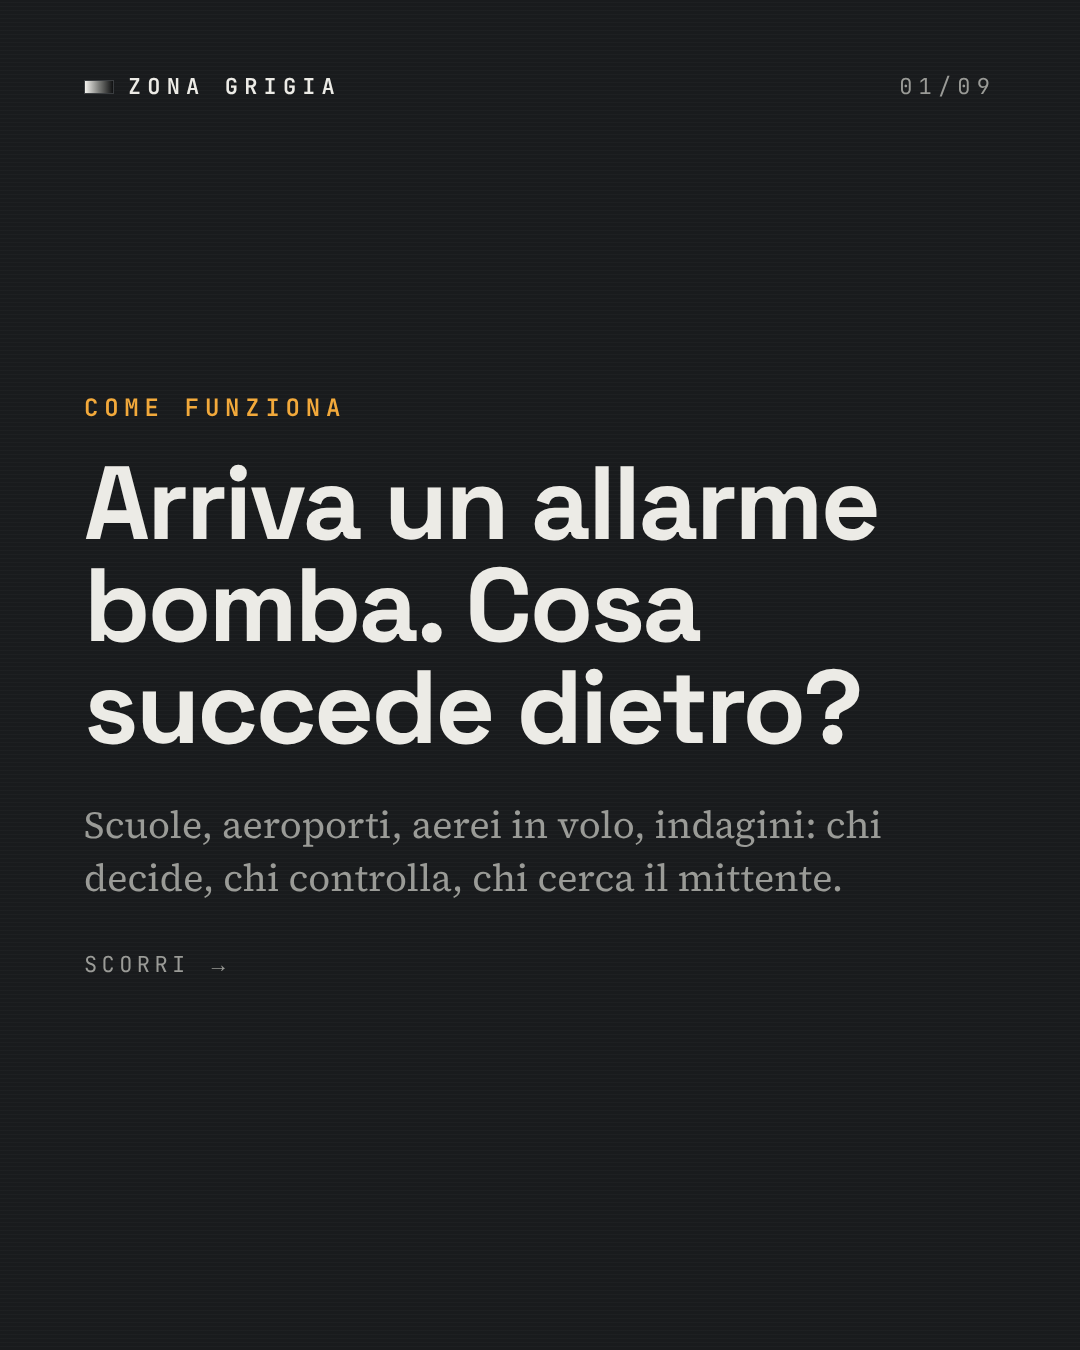 ZONA GRIGIA
01/09
COME FUNZIONA
Arriva un allarme
bomba. Cosa
succede dietro?
Scuole, aeroporti, aerei in volo, indagini: chi
decide, chi controlla, chi cerca il mittente.
SCORRI →